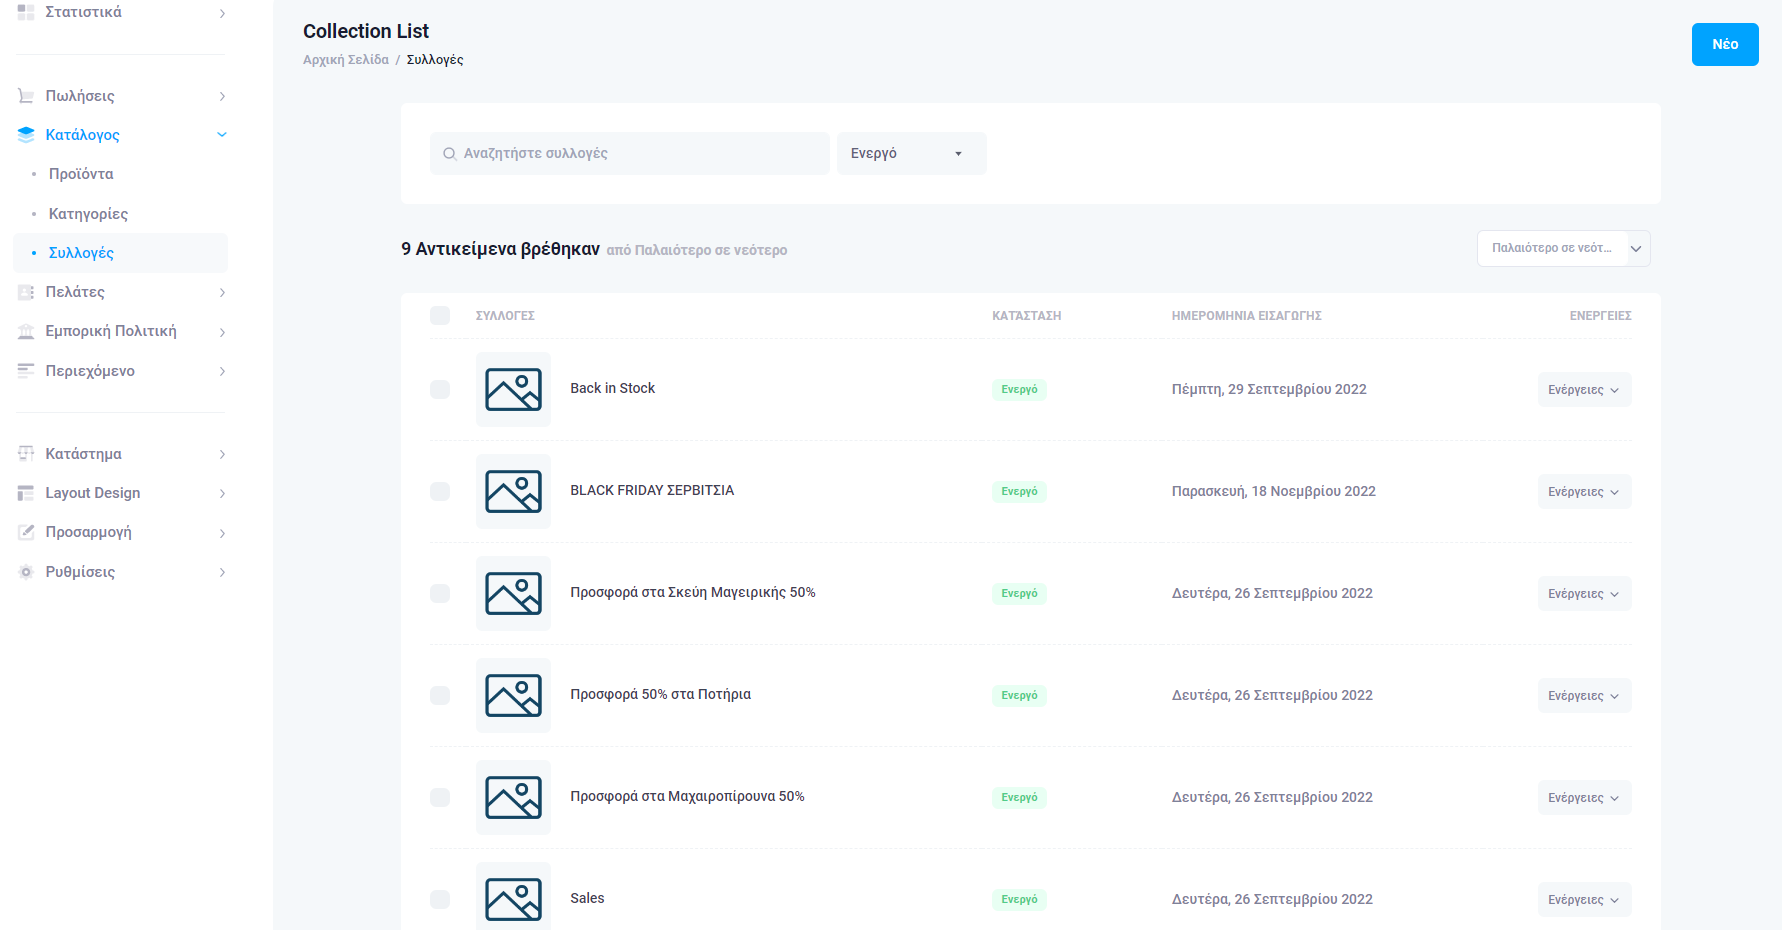 Στατιστικά
Πωλήσεις
Κατάλογος
Προϊόντα
Κατηγορίες
Συλλογές
Πελάτες
Εμπορική Πολιτική
Περιεχόμενο
Κατάστημα
Layout Design
Προσαρμογή
Ρυθμίσεις
Collection List
Αρχική Σελίδα / Συλλογές
Νέο
Αναζητήστε συλλογές
Ενεργό
9 Αντικείμενα βρέθηκαν από Παλαιότερο σε νεότερο
Παλαιότερο σε νεότ...
ΣΥΛΛΟΓΕΣ ΚΑΤΆΣΤΑΣΗ ΗΜΕΡΟΜΗΝΙΑ ΕΙΣΑΓΩΓΗΣ ΕΝΕΡΓΕΙΕΣ
Back in Stock Ενεργό Πέμπτη, 29 Σεπτεμβρίου 2022 Ενέργειες
BLACK FRIDAY ΣΕΡΒΙΤΣΙΑ Ενεργό Παρασκευή, 18 Νοεμβρίου 2022 Ενέργειες
Προσφορά στα Σκεύη Μαγειρικής 50% Ενεργό Δευτέρα, 26 Σεπτεμβρίου 2022 Ενέργειες
Προσφορά 50% στα Ποτήρια Ενεργό Δευτέρα, 26 Σεπτεμβρίου 2022 Ενέργειες
Προσφορά στα Μαχαιροπίρουνα 50% Ενεργό Δευτέρα, 26 Σεπτεμβρίου 2022 Ενέργειες
Sales Ενεργό Δευτέρα, 26 Σεπτεμβρίου 2022 Ενέργειες